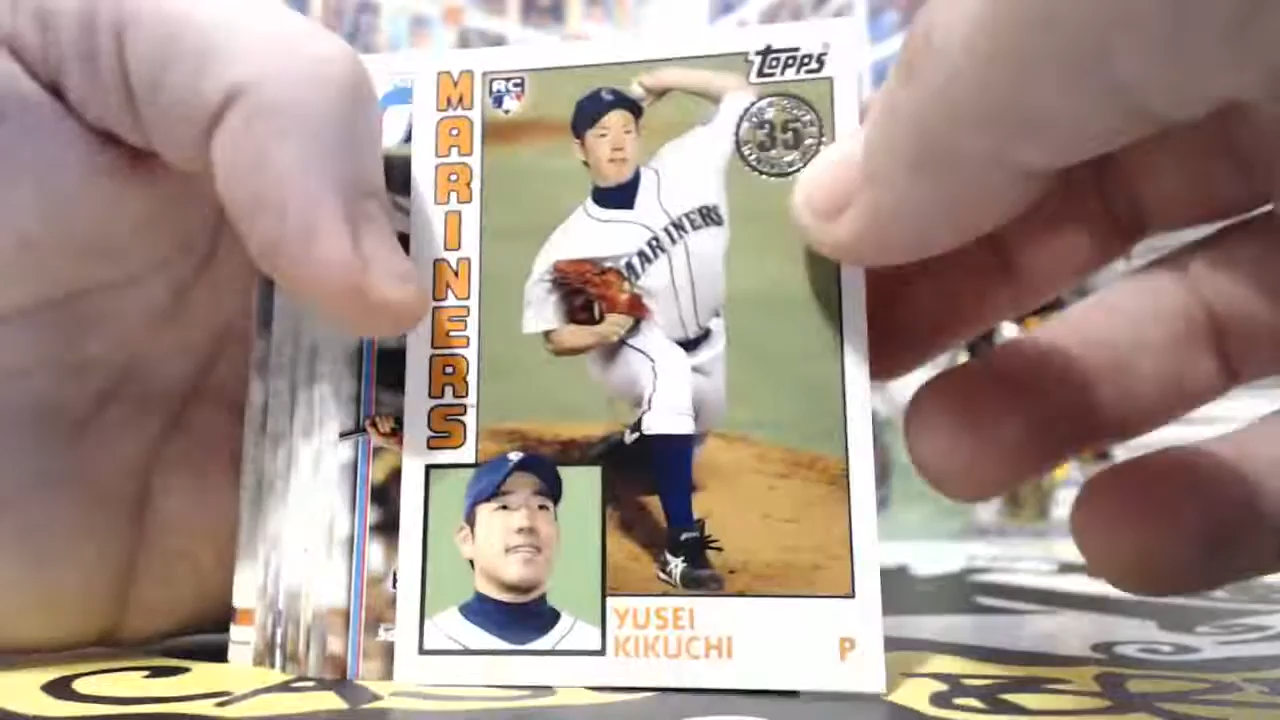 MARINERS
RC
Topps
35
MARINERS
YUSEI
KIKUCHI
P